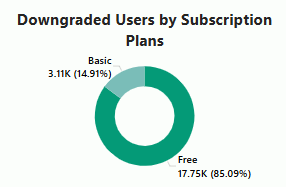 Downgraded Users by Subscription
Plans
Basic
3.11K (14.91%)
Free
17.75K (85.09%)